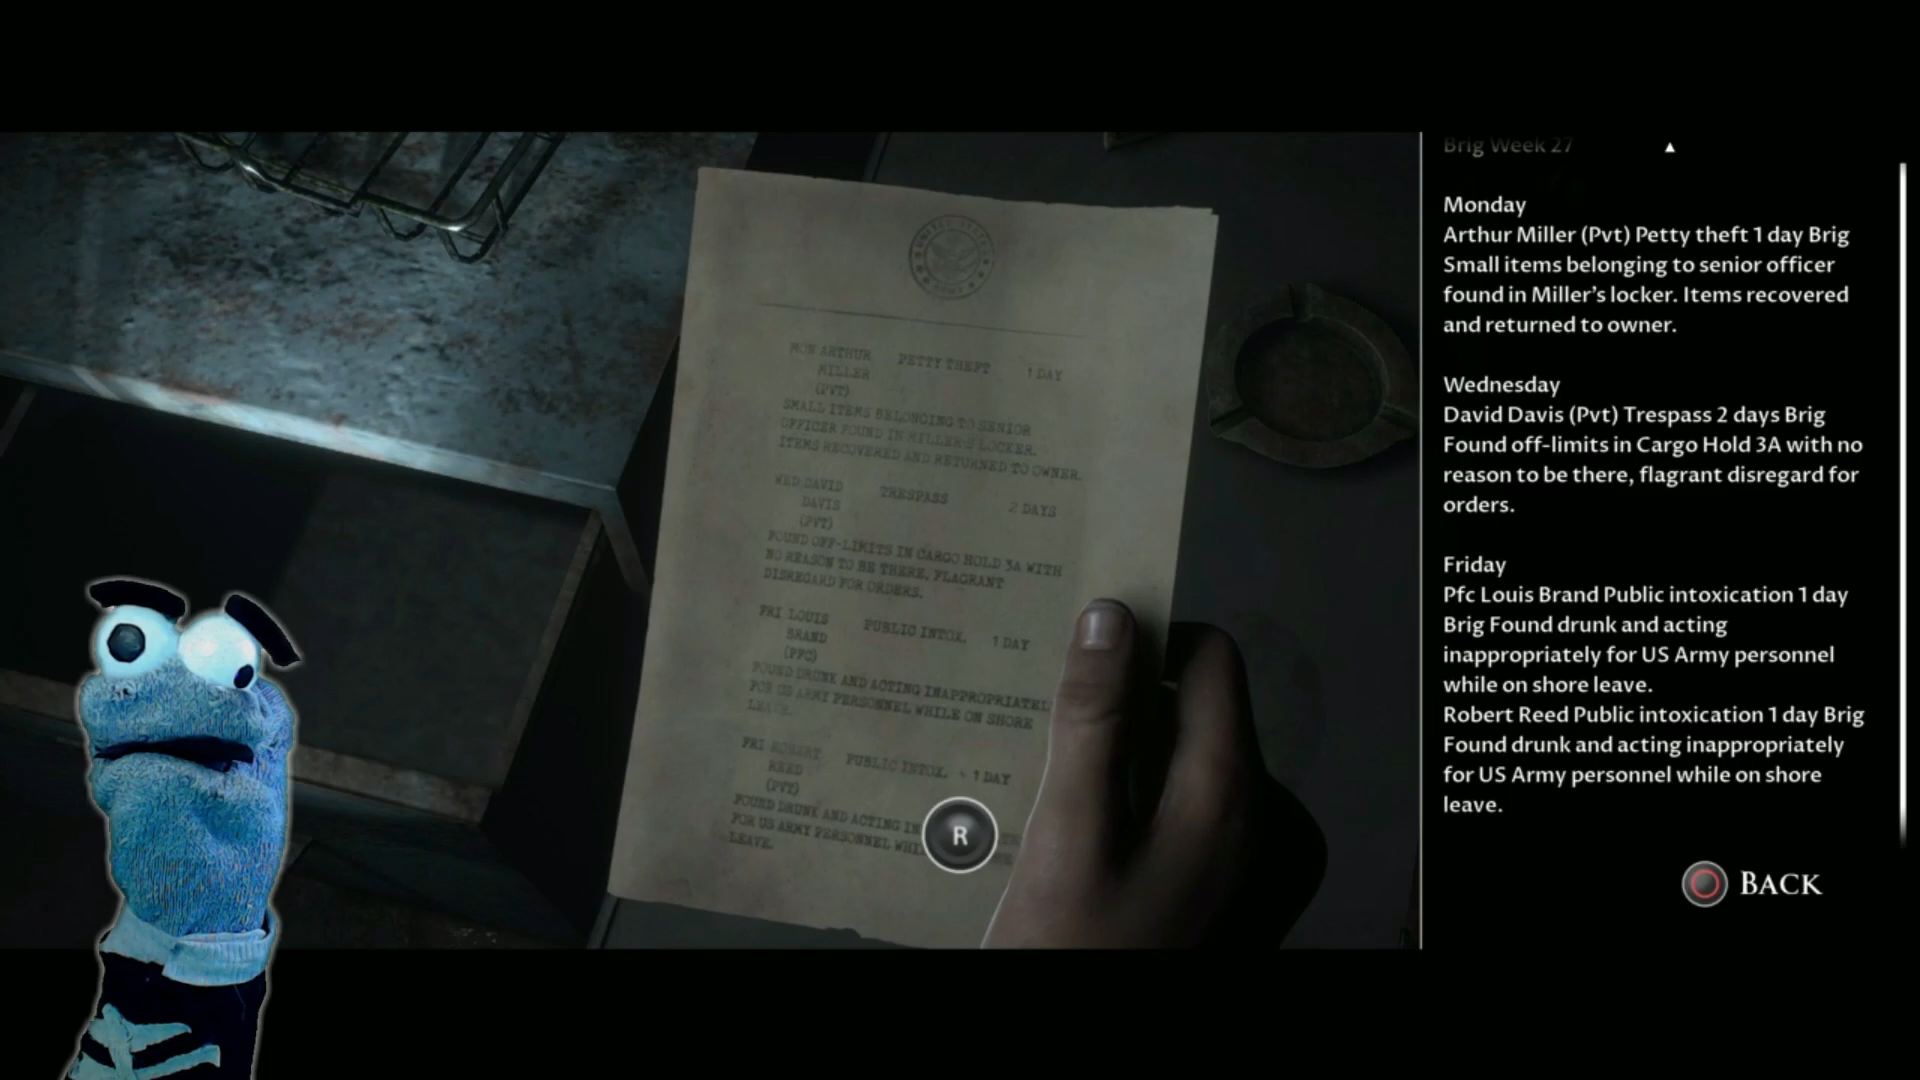 UNITED STATES
ARMY
MON ARTHUR PETTY THEFT 1 DAY
MILLER
(PVT)
SMALL ITEMS BELONGING TO SENIOR
OFFICER FOUND IN MILLER'S LOCKER.
ITEMS RECOVERED AND RETURNED TO OWNER.
WED DAVID TRESPASS 2 DAYS
DAVIS
(PVT)
FOUND OFF-LIMITS IN CARGO HOLD 3A WITH
NO REASON TO BE THERE, FLAGRANT
DISREGARD FOR ORDERS.
FRI LOUIS PUBLIC INTOX. 1 DAY
BRAND
(PFC)
FOUND DRUNK AND ACTING INAPPROPRIATEL
FOR US ARMY PERSONNEL WHILE ON SHORE
LEAVE.
FRI ROBERT PUBLIC INTOX. 1 DAY
REED
(PVT)
FOUND DRUNK AND ACTING IN
FOR US ARMY PERSONNEL WHIL
LEAVE.
R
Brig Week 27
Monday
Arthur Miller (Pvt) Petty theft 1 day Brig
Small items belonging to senior officer
found in Miller's locker. Items recovered
and returned to owner.
Wednesday
David Davis (Pvt) Trespass 2 days Brig
Found off-limits in Cargo Hold 3A with no
reason to be there, flagrant disregard for
orders.
Friday
Pfc Louis Brand Public intoxication 1 day
Brig Found drunk and acting
inappropriately for US Army personnel
while on shore leave.
Robert Reed Public intoxication 1 day Brig
Found drunk and acting inappropriately
for US Army personnel while on shore
leave.
BACK